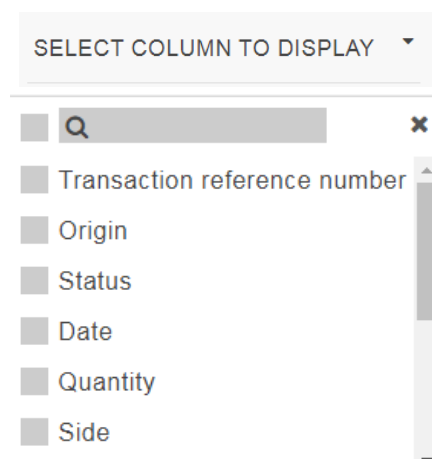 SELECT COLUMN TO DISPLAY
Transaction reference number
Origin
Status
Date
Quantity
Side